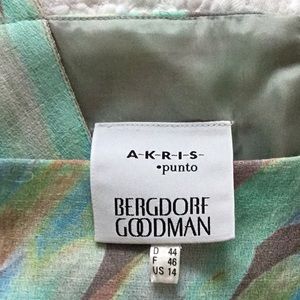 A-K-R-I-S-
•punto
BERGDORF
GOODMAN
D 44
F 46
US 14